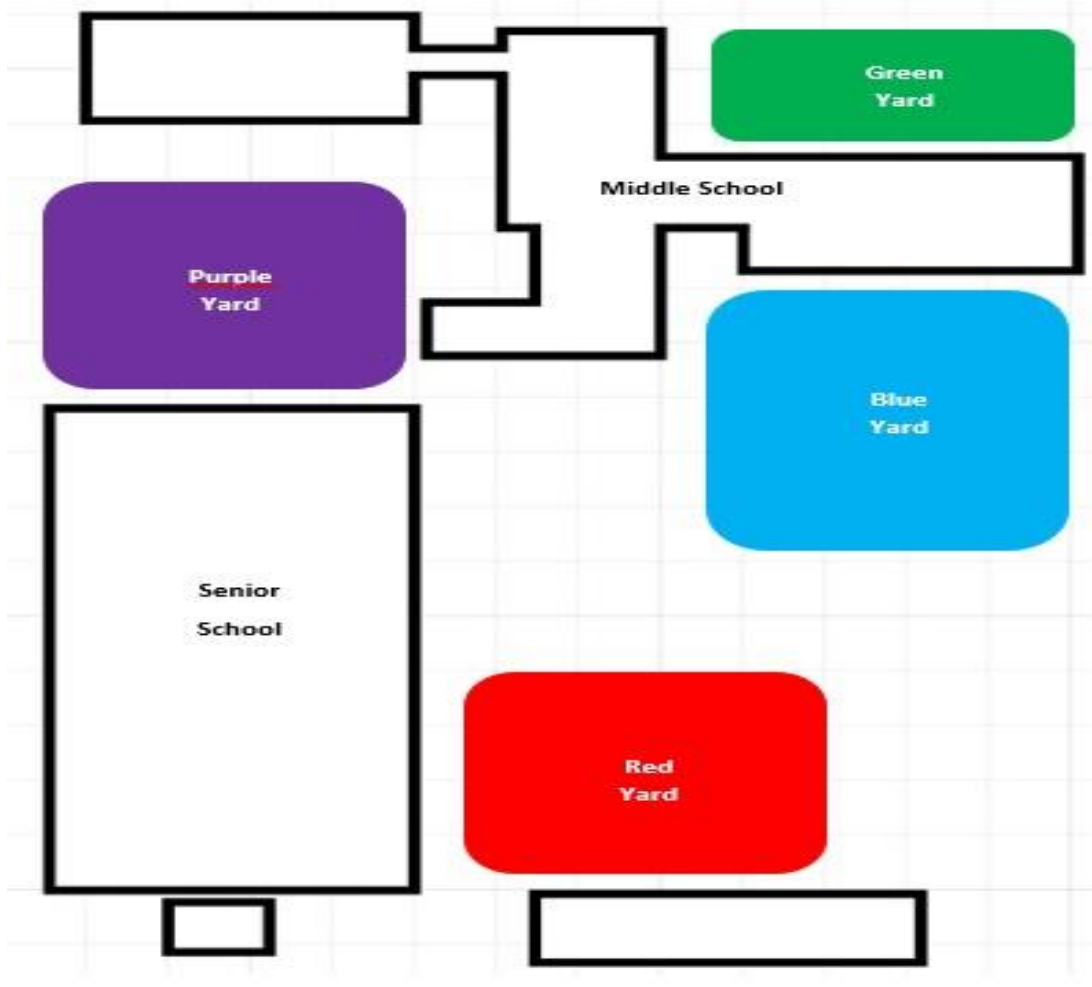 Green
Yard
Middle School
Purple
Yard
Blue
Yard
Senior
School
Red
Yard